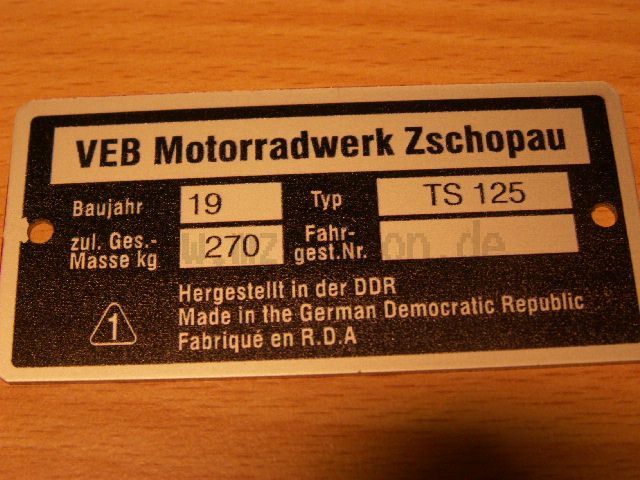 VEB Motorradwerk Zschopau
Baujahr 19 Typ TS 125
zul. Ges.- Masse kg 270 Fahr- gest.Nr.
Hergestellt in der DDR
Made in the German Democratic Republic
1 Fabriqué en R.D.A